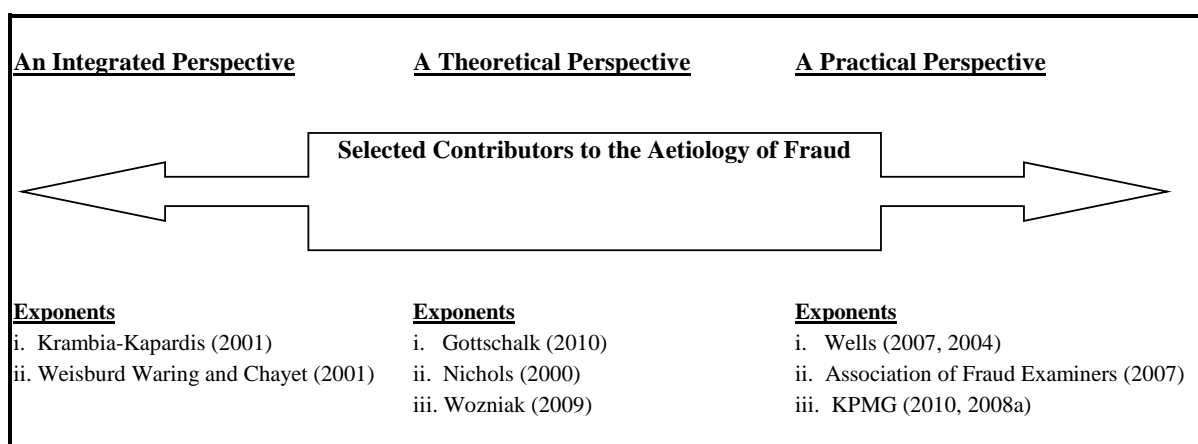 An Integrated Perspective
A Theoretical Perspective
A Practical Perspective
Selected Contributors to the Aetiology of Fraud
Exponents
i. Krambia-Kapardis (2001)
ii. Weisburd Waring and Chayet (2001)
Exponents
i. Gottschalk (2010)
ii. Nichols (2000)
iii. Wozniak (2009)
Exponents
i. Wells (2007, 2004)
ii. Association of Fraud Examiners (2007)
iii. KPMG (2010, 2008a)